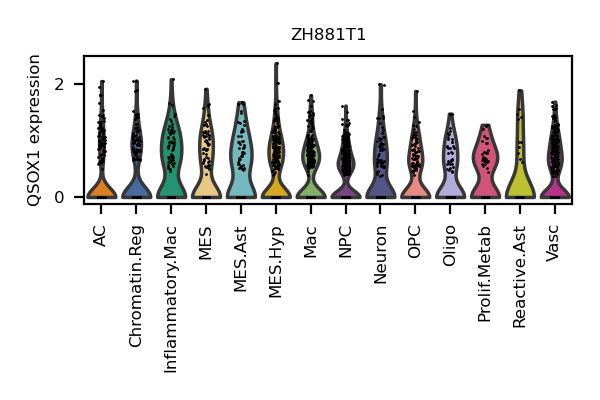 ZH881T1
QSOX1 expression
2
0
AC
Chromatin.Reg
Inflammatory.Mac
MES
MES.Ast
MES.Hyp
Mac
NPC
Neuron
OPC
Oligo
Prolif.Metab
Reactive.Ast
Vasc